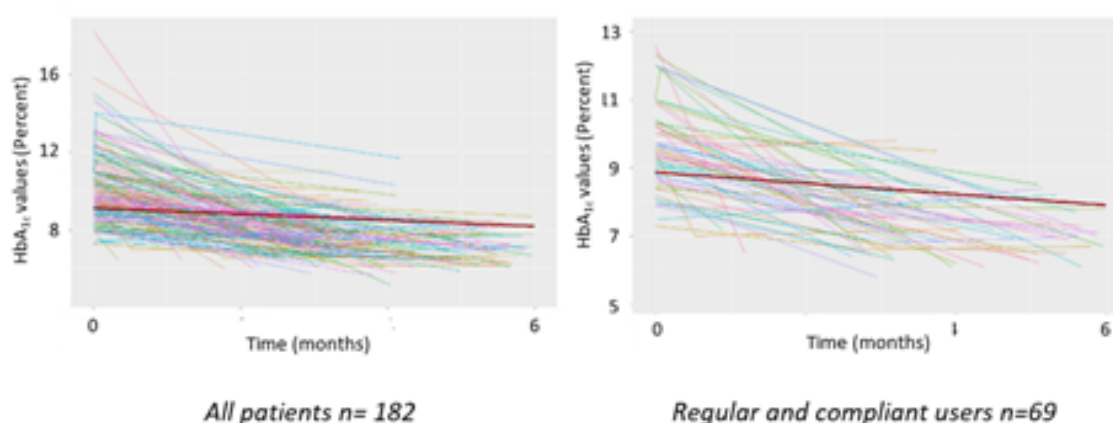 HbA1c values (Percent)
16
12
8
0
6
Time (months)
All patients n= 182
HbA1c values (Percent)
13
11
9
7
5
0
6
Time (months)
Regular and compliant users n=69